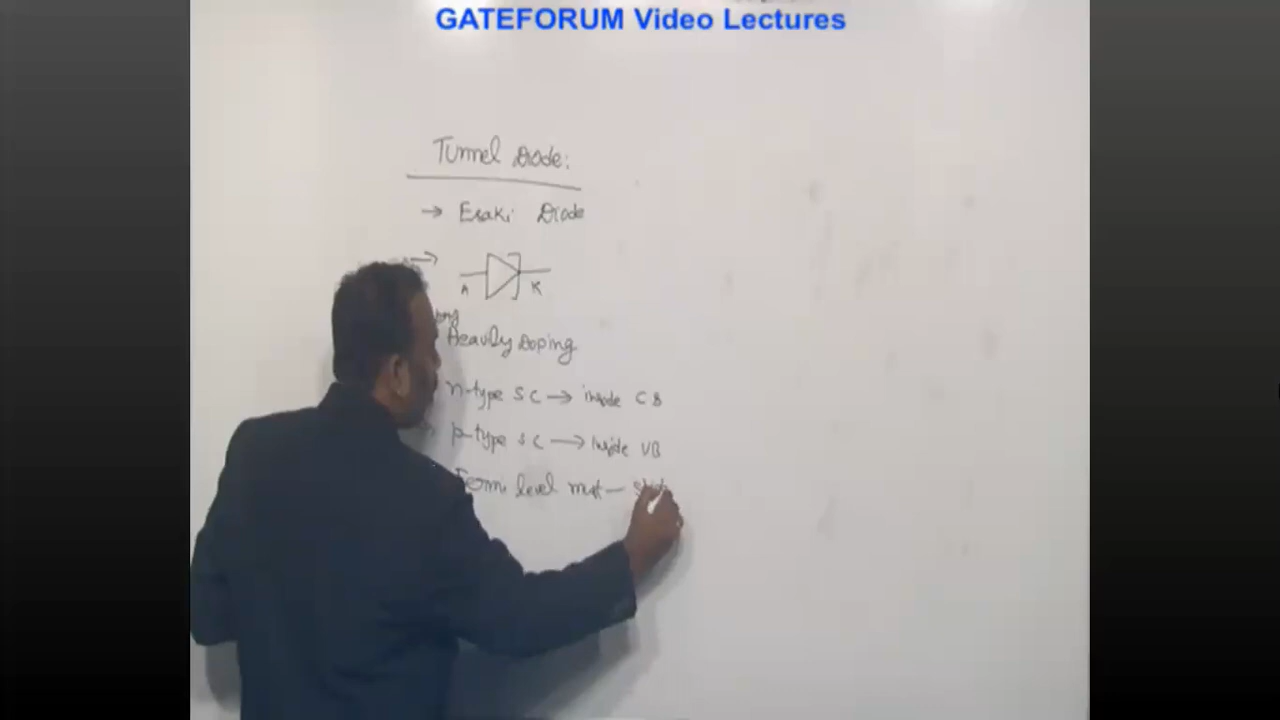 GATEFORUM Video Lectures
Tunnel Diode:
→ Esaki Diode
A K
Heavily Doping
n-type SC → inside CB
p-type SC → inside VB
Fermi level must